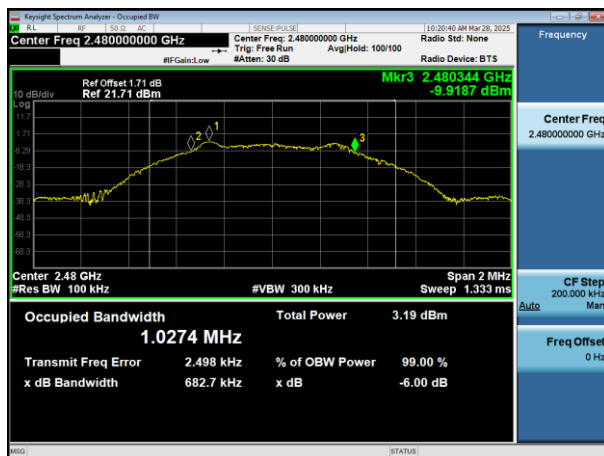 Keysight Spectrum Analyzer - Occupied BW
RL RF 50 Ω AC SENSE:PULSE 10:20:40 AM Mar 28, 2025
Center Freq 2.480000000 GHz Center Freq: 2.480000000 GHz Radio Std: None
Trig: Free Run Avg|Hold: 100/100
#IFGain:Low #Atten: 30 dB Radio Device: BTS
Frequency
Ref Offset 1.71 dB Mkr3 2.480344 GHz
10 dB/div Ref 21.71 dBm -9.9187 dBm
Log
11.7
1.71
-8.29
-18.3
-28.3
-38.3
-48.3
-58.3
-68.3
1
2
3
Center 2.48 GHz Span 2 MHz
#Res BW 100 kHz #VBW 300 kHz Sweep 1.333 ms
Occupied Bandwidth Total Power 3.19 dBm
1.0274 MHz
Transmit Freq Error 2.498 kHz % of OBW Power 99.00 %
x dB Bandwidth 682.7 kHz x dB -6.00 dB
Center Freq
2.480000000 GHz
CF Step
200.000 kHz
Auto Man
Freq Offset
0 Hz
MSG STATUS